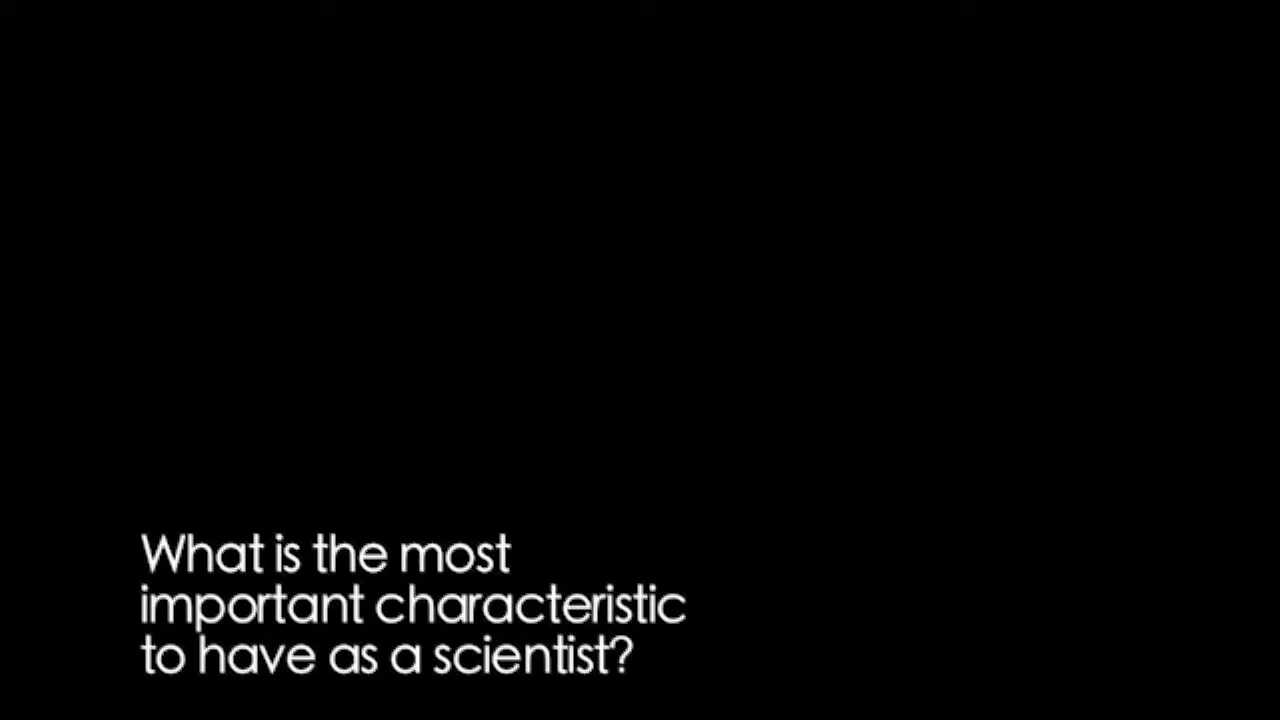 What is the most
important characteristic
to have as a scientist?